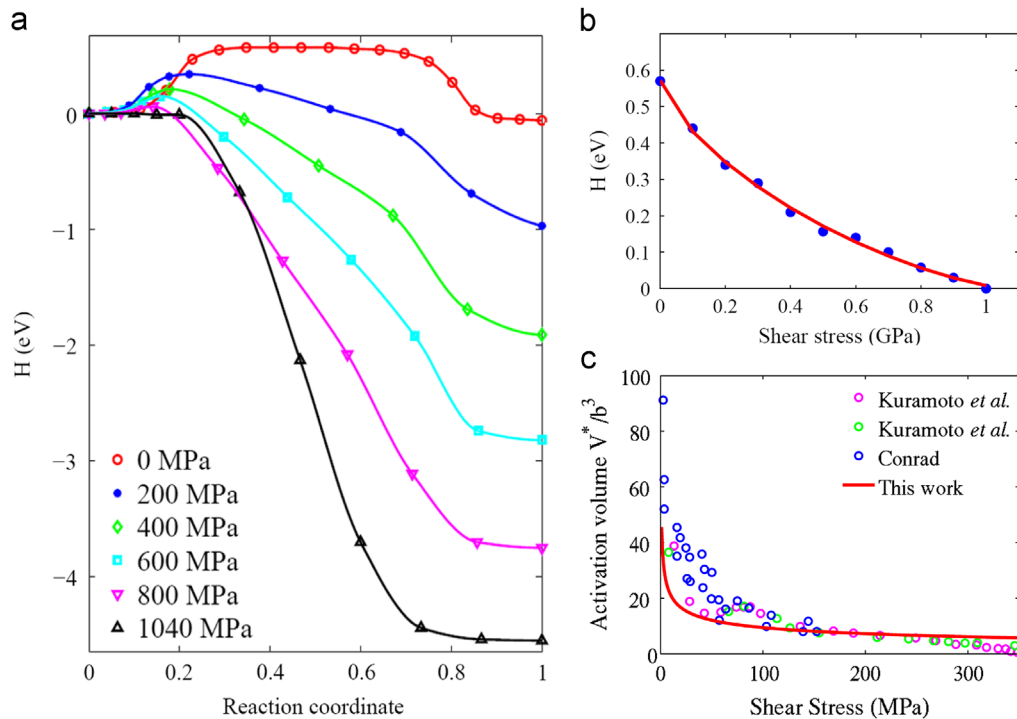 a
H (eV)
0
−1
−2
−3
−4
0 MPa
200 MPa
400 MPa
600 MPa
800 MPa
1040 MPa
0 0.2 0.4 0.6 0.8 1
Reaction coordinate
b
H (eV)
0.6
0.5
0.4
0.3
0.2
0.1
0
0 0.2 0.4 0.6 0.8 1
Shear stress (GPa)
c
Activation volume V*/b³
100
80
60
40
20
0
Kuramoto et al.
Kuramoto et al.
Conrad
This work
0 100 200 300
Shear Stress (MPa)